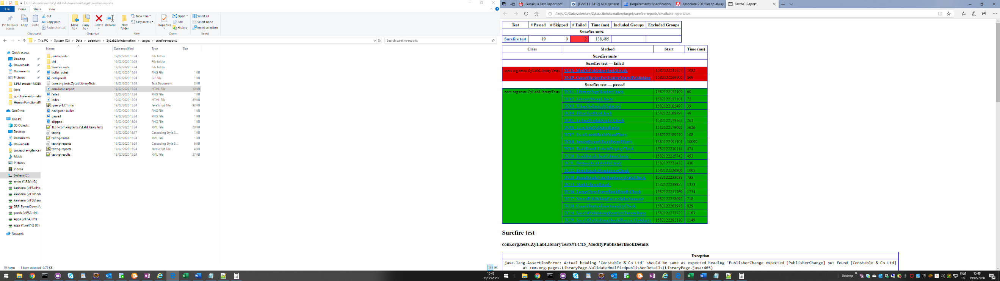 C:\Data\zelenium\ZyLabLibAutomation\target\surefire-reports
File Home Share View
Pin to Quick access
Copy
Paste
Cut
Copy path
Paste shortcut
Move to
Copy to
Delete
Rename
New folder
New item
Easy access
Properties
Open
Edit
History
Select all
Select none
Invert selection
Clipboard Organize New Open Select
This PC System (C:) Data zelenium ZyLabLibAutomation target surefire-reports
Search surefire-reports
Quick access
Desktop
Downloads
Documents
Pictures
5.PM-master-MODI
Data
gurukula-automatic
HumanFunctionalTe
OneDrive
This PC
3D Objects
Desktop
Documents
Downloads
gw_eudravigilance
Music
Pictures
Videos
System (C:)
emea (\\FSa) (G:)
kannanu (\\FSa\Ho
kannanu (\\FSB\edi
kannanu (\\FSb\eur
DRP_PowerDown (\
paeds (\\FSA) (N:)
Apps (\\FSA) (P:)
apps (\\ws010) (X:)
Network
Name Date modified Type Size
junitreports 19/02/2020 15:24 File folder
old 19/02/2020 15:24 File folder
Surefire suite 19/02/2020 15:24 File folder
bullet_point 19/02/2020 15:24 PNG File 1 KB
collapseall 19/02/2020 15:24 GIF File 1 KB
com.org.tests.ZyLabLibraryTests 19/02/2020 15:24 Text Document 2 KB
emailable-report 19/02/2020 15:24 HTML File 10 KB
failed 19/02/2020 15:24 PNG File 1 KB
index 19/02/2020 15:24 HTML File 49 KB
jquery-1.7.1.min 19/02/2020 15:24 JavaScript File 92 KB
navigator-bullet 19/02/2020 15:24 PNG File 1 KB
passed 19/02/2020 15:24 PNG File 1 KB
skipped 19/02/2020 15:24 PNG File 1 KB
TEST-com.org.tests.ZyLabLibraryTests 19/02/2020 15:24 XML File 20 KB
testng 18/02/2020 16:17 Cascading Style S... 1 KB
testng-failed 19/02/2020 15:24 XML File 1 KB
testng-reports 19/02/2020 15:24 Cascading Style S... 6 KB
testng-reports 19/02/2020 15:24 JavaScript File 4 KB
testng-results 19/02/2020 15:24 XML File 37 KB
19 items 1 item selected 9.75 KB
15:48
19/02/2020
Gurukula Test Report.pdf
[EVVET3-3412] ACK generat
Requirements Specification
Associate PDF files to alway
TestNG Report
file:///C:/Data/zelenium/ZyLabLibAutomation/target/surefire-reports/emailable-report.html
Test # Passed # Skipped # Failed Time (ms) Included Groups Excluded Groups
Surefire suite
Surefire test 19 0 2 138,485
Class Method Start Time (ms)
Surefire suite
Surefire test — failed
com.org.tests.ZyLabLibraryTests TC15_ModifyPublisherBookDetails 1582122245527 1082
TC19_CancelButtonForTestingYearofPublishing 1582122269905 669
Surefire test — passed
com.org.tests.ZyLabLibraryTests TC01_LibraryPageHeaderCheck 1582122152109 60
TC02_LibraryMenuChecks 1582122157301 75
TC03_WhenNoBookIsSelected 1582122162497 39
TC04_FilterTextBoxCheck 1582122168397 48
TC05_ListingBooksDisplayCheck 1582122173565 261
TC06_UserAbleToDeleteBooks 1582122179005 5626
TC07_UserSearchBookFromFilters 1582122189770 108
TC08_InvalidSearchBookFromFilters 1582122195101 10090
TC09_BookDetailsLabelsDisplayCheck 1582122210114 474
TC10_BookDetailsTextValuesCheck 1582122215742 453
TC11_ButtonsAvailabilityCheck 1582122221432 430
TC12_BookDetailsMandatoryCheck 1582122226906 1005
TC13_BookDetailsNonMandatoryFieldCheck 1582122233033 733
TC14_ModifyBookDetails 1582122238927 1333
TC16_LargeCharsEntryBookDetailsCheck 1582122251769 1234
TC17_YearofPublishingEnterAlphaNumeric 1582122258092 718
TC18_CancelButtonFunctionalityCheck 1582122263978 829
TC20_YearOfPublishingRestrictsFutureDates 1582122275822 1163
TC20_YearOfPublishingShouldRestrictTo4digits 1582122282110 1149
Surefire test
com.org.tests.ZyLabLibraryTests#TC15_ModifyPublisherBookDetails
Exception
java.lang.AssertionError: Actual heading 'Constable & Co Ltd' should be same as expected heading 'PublisherChange expected [PublisherChange] but found [Constable & Co Ltd]
at com.org.pages.LibraryPage.ValidateModifiedpublisherDetails(LibraryPage.java:405)
Desktop
ENG
US
15:48
19/02/2020